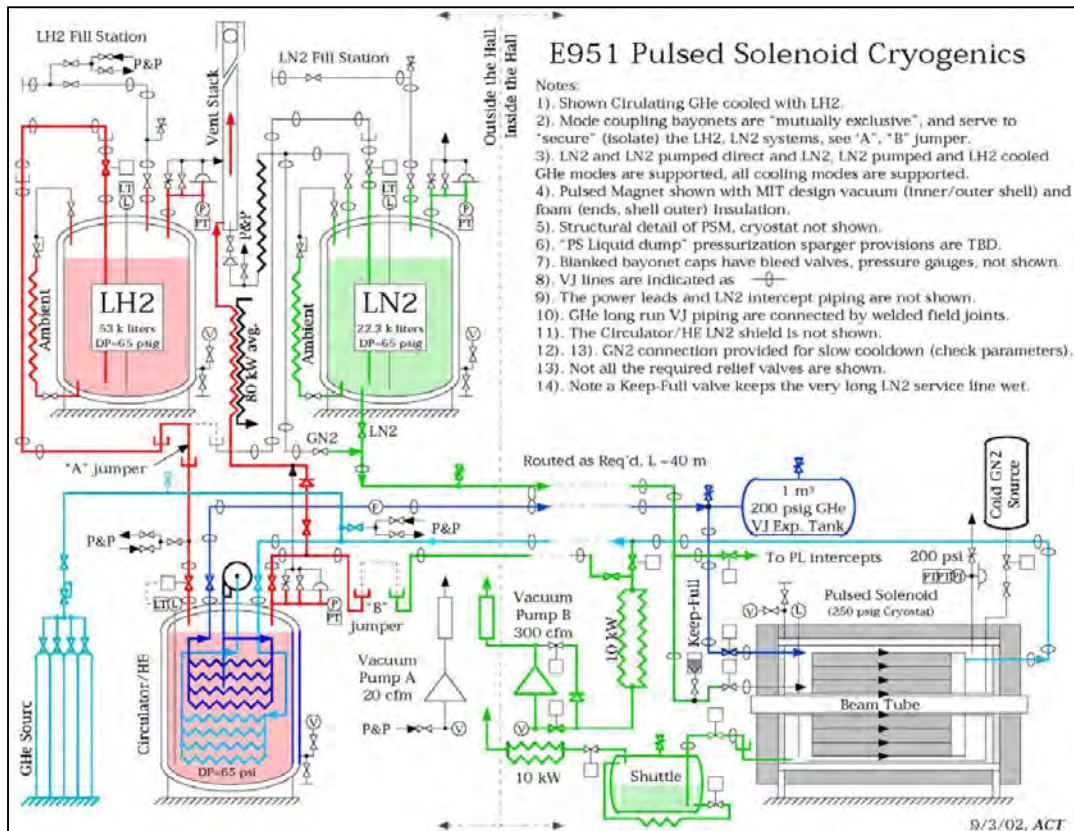 E951 Pulsed Solenoid Cryogenics
Notes:
1). Shown Cirulating GHe cooled with LH2.
2). Mode coupling bayonets are "mutually exclusive", and serve to
"secure" (isolate) the LH2, LN2 systems, see 'A", "B" jumper.
3). LN2 and LN2 pumped direct and LN2, LN2 pumped and LH2 cooled
GHe modes are supported, all cooling modes are supported.
4). Pulsed Magnet shown with MIT design vacuum (inner/outer shell) and
foam (ends, shell outer) Insulation.
5). Structural detail of PSM, cryostat not shown.
6). "PS Liquid dump" pressurization sparger provisions are TBD.
7). Blanked bayonet caps have bleed valves, pressure gauges, not shown.
8). VJ lines are indicated as
9). The power leads and LN2 intercept piping are not shown.
10). GHe long run VJ piping are connected by welded field joints.
11). The Circulator/HE LN2 shield is not shown.
12). 13). GN2 connection provided for slow cooldown (check parameters).
13). Not all the required relief valves are shown.
14). Note a Keep-Full valve keeps the very long LN2 service line wet.
Outside the Hall
Inside the Hall
LH2 Fill Station
P&P
Vent Stack
LN2 Fill Station
P&P
LT
L
P
PT
LT
L
P
PT
LH2
53 k liters
DP=65 psig
Ambient
V
80 kW avg.
LN2
22.3 k liters
DP=65 psig
Ambient
V
GN2
LN2
"A" jumper
Routed as Req'd, L ~40 m
F
P&P
P&P
1 m³
200 psig GHe
VJ Exp. Tank
Cold GN2
Source
To PL intercepts
200 psi
LT
L
P
PT
"B"
jumper
Vacuum
Pump A
20 cfm
P&P
V
Vacuum
Pump B
300 cfm
V
10 kW
Keep-Full
Pulsed Solenoid
(250 psig Cryostat)
V
L
Beam Tube
GHe Sourc
Circulator/HE
DP=65 psi
V
10 kW
Shuttle
9/3/02, ACT